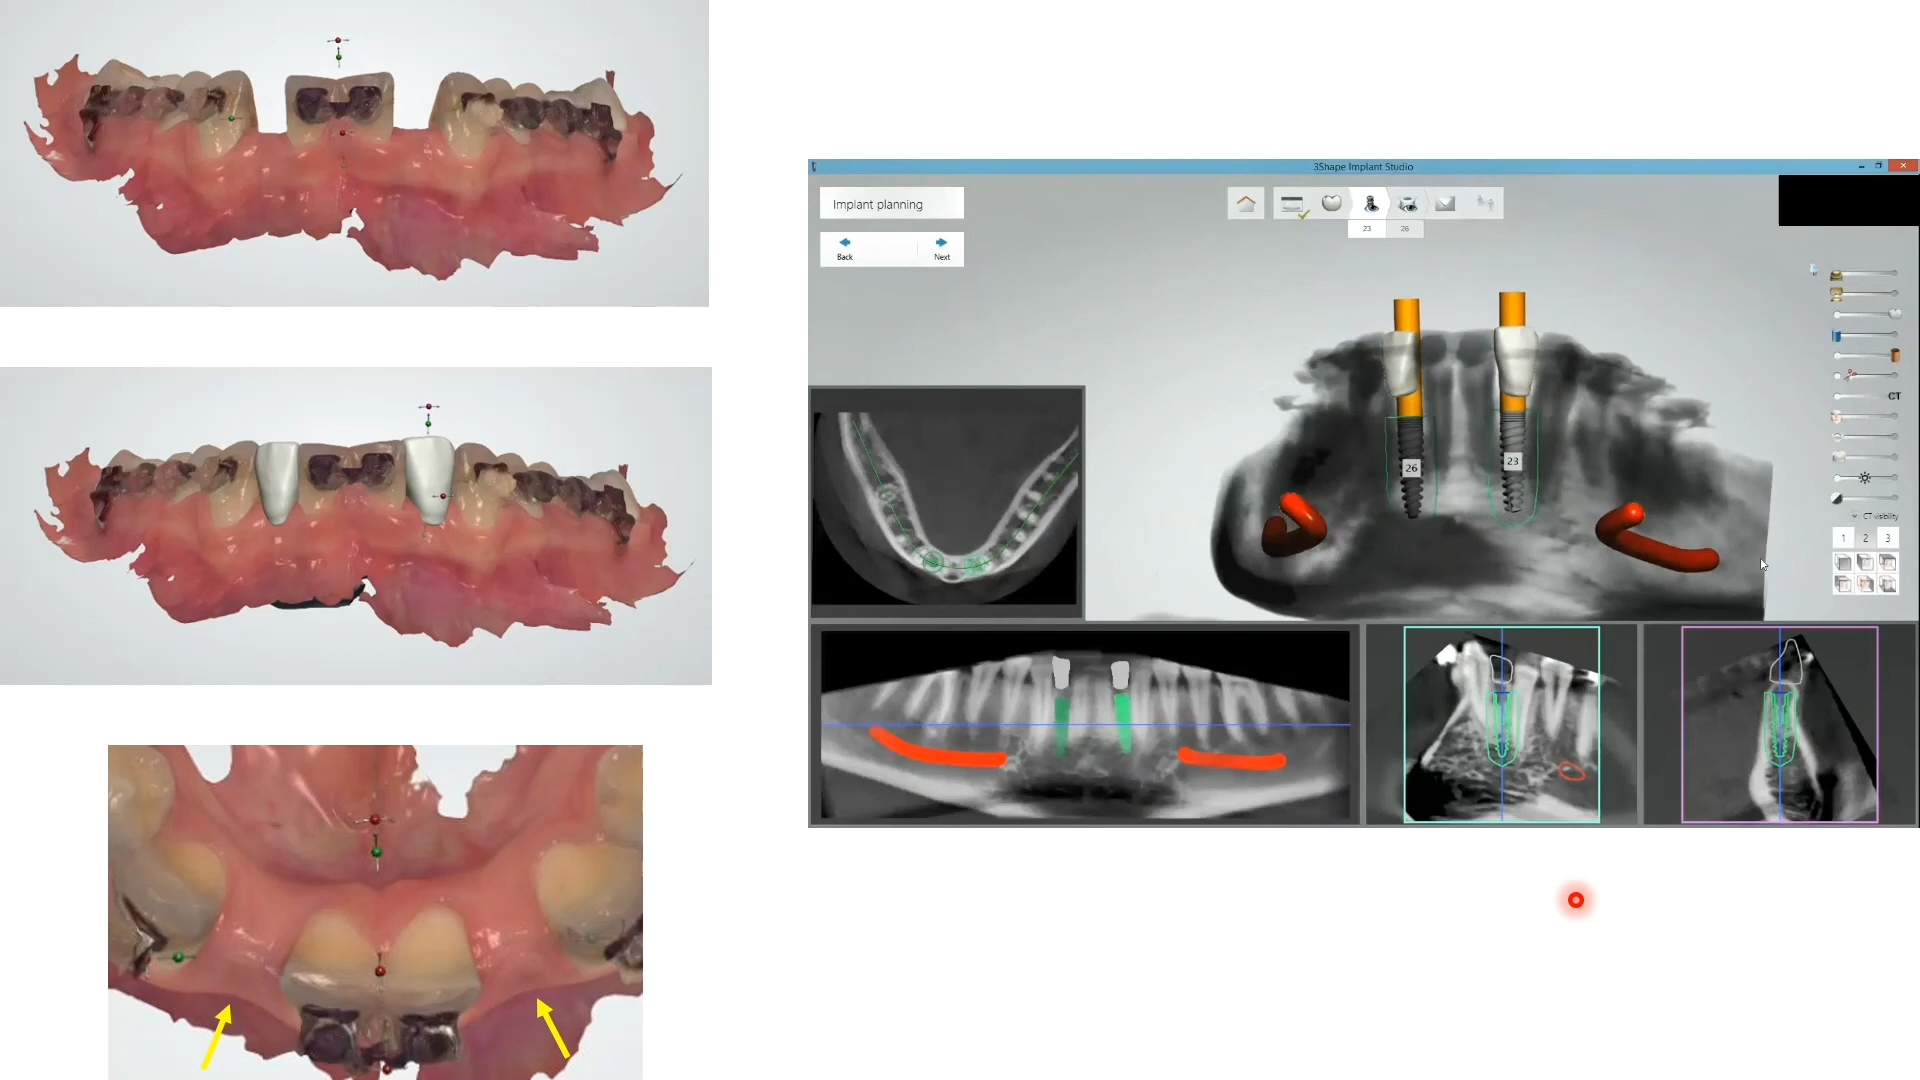 3Shape Implant Studio
Implant planning
23
26
Back
Next
CT
26
23
CT visibility
1
2
3